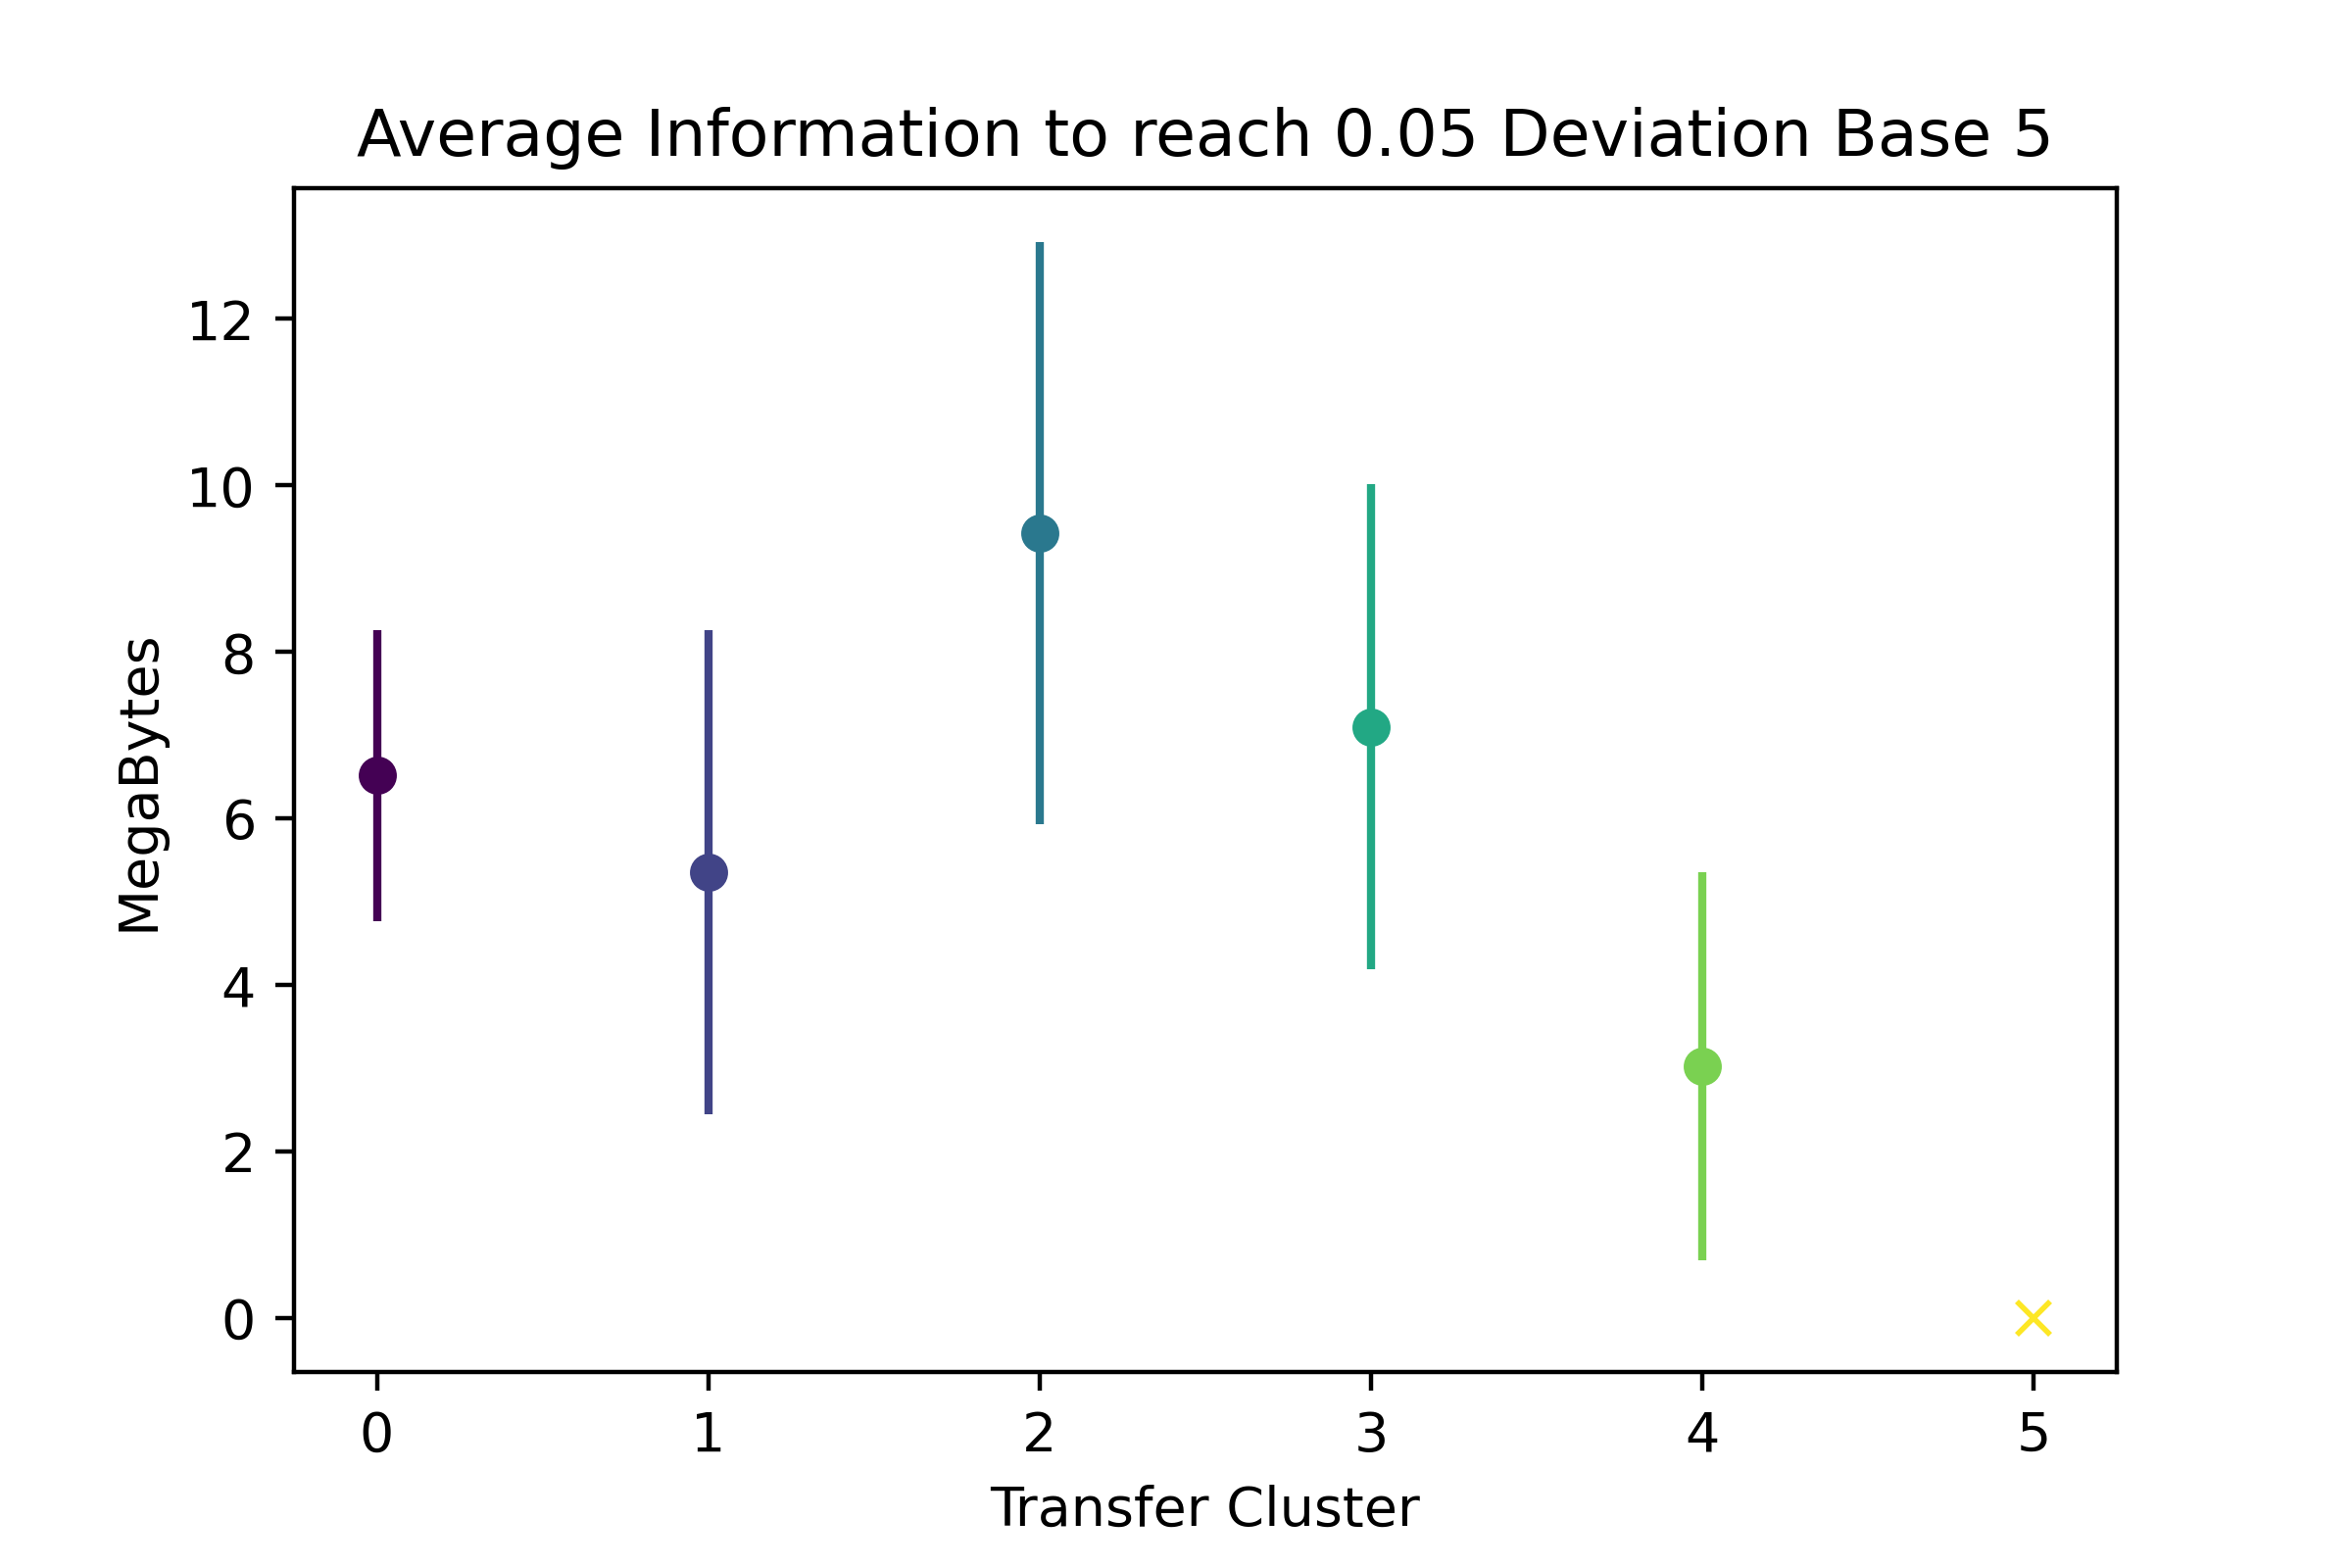 Average Information to reach 0.05 Deviation Base 5
MegaBytes
12
10
8
6
4
2
0
0 1 2 3 4 5
Transfer Cluster